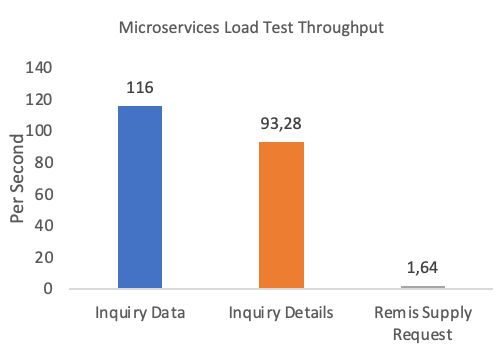 Microservices Load Test Throughput
140
120
100
80
60
40
20
0
Per Second
116
93,28
1,64
Inquiry Data
Inquiry Details
Remis Supply
Request